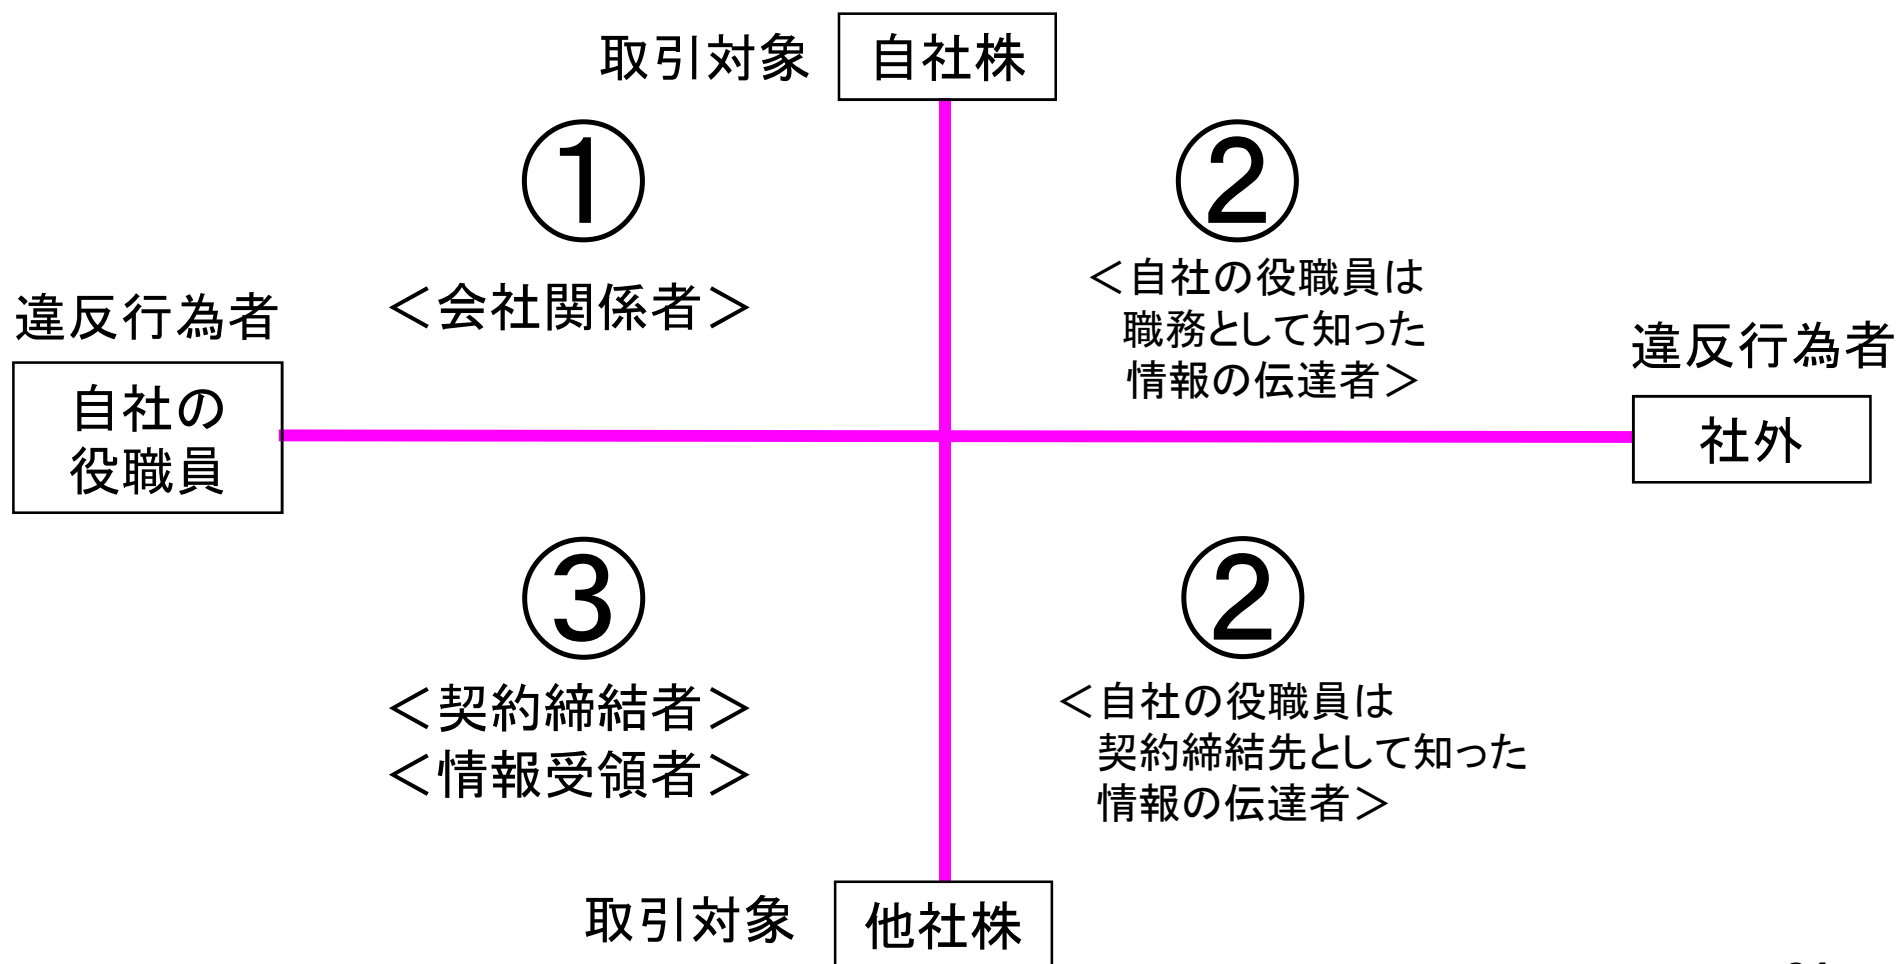 取引対象
自社株
①
②
＜会社関係者＞
＜自社の役職員は
職務として知った
情報の伝達者＞
違反行為者
自社の
役職員
違反行為者
社外
③
②
＜契約締結者＞
＜情報受領者＞
＜自社の役職員は
契約締結先として知った
情報の伝達者＞
取引対象
他社株